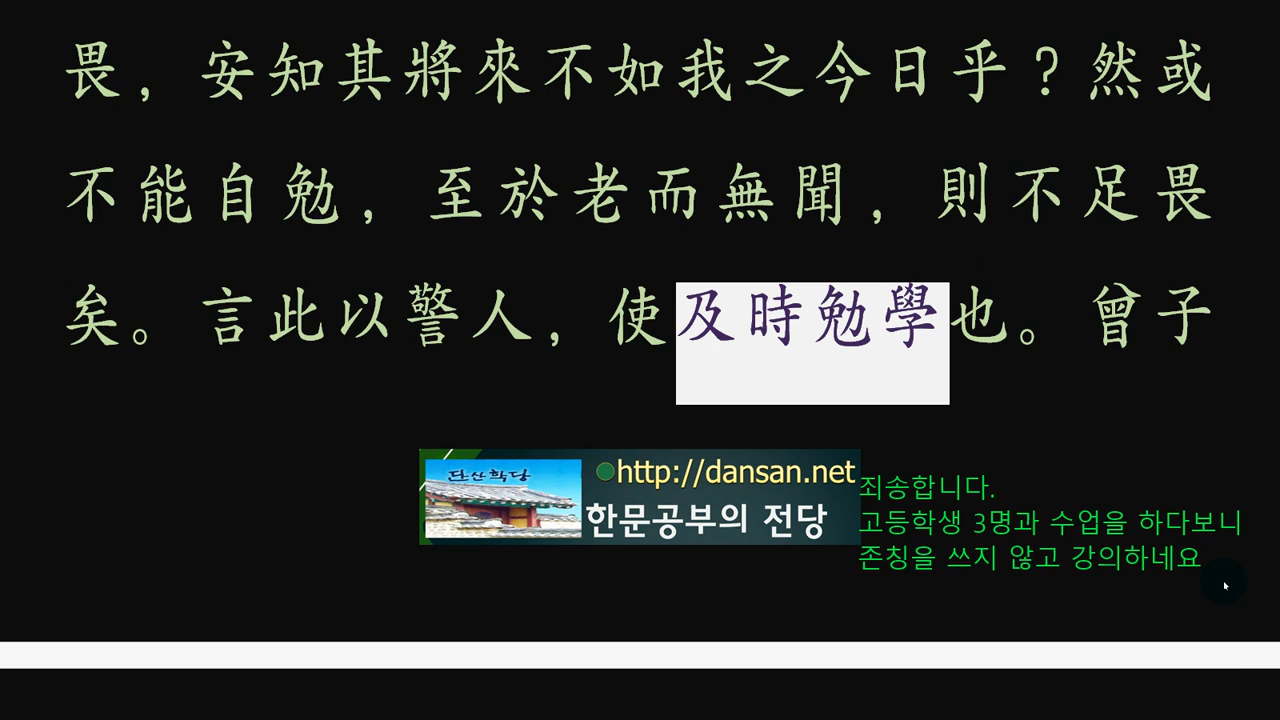 畏，安知其將來不如我之今日乎？然或
不能自勉，至於老而無聞，則不足畏
矣。言此以警人，使及時勉學也。曾子
단산학당
http://dansan.net
한문공부의 전당
죄송합니다.
고등학생 3명과 수업을 하다보니
존칭을 쓰지 않고 강의하네요